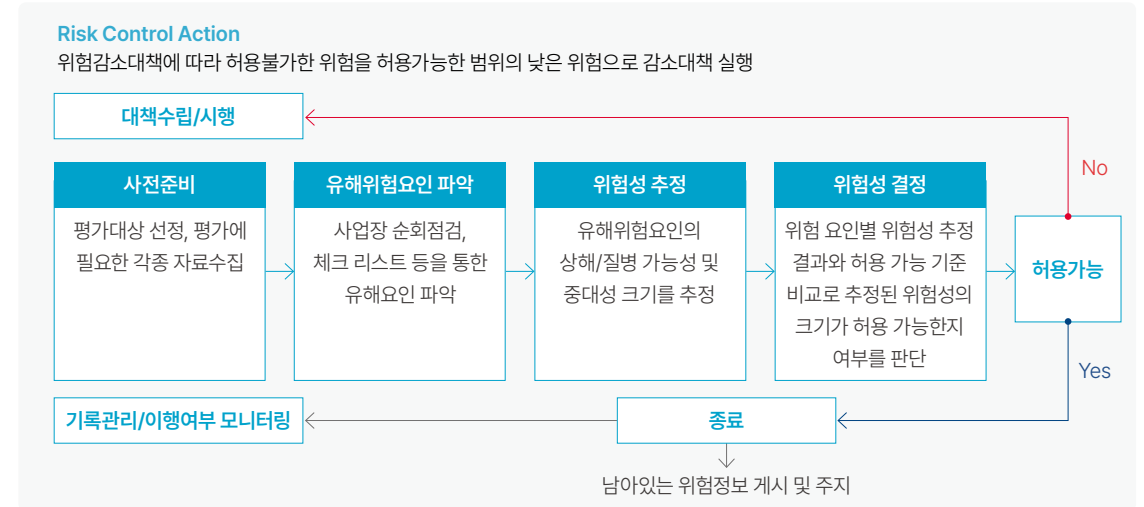 Risk Control Action
위험감소대책에 따라 허용불가한 위험을 허용가능한 범위의 낮은 위험으로 감소대책 실행
대책수립/시행
No
사전준비
평가대상 선정, 평가에
필요한 각종 자료수집
유해위험요인 파악
사업장 순회점검,
체크 리스트 등을 통한
유해요인 파악
위험성 추정
유해위험요인의
상해/질병 가능성 및
중대성 크기를 추정
위험성 결정
위험 요인별 위험성 추정
결과와 허용 가능 기준
비교로 추정된 위험성의
크기가 허용 가능한지
여부를 판단
허용가능
Yes
기록관리/이행여부 모니터링
종료
남아있는 위험정보 게시 및 주지